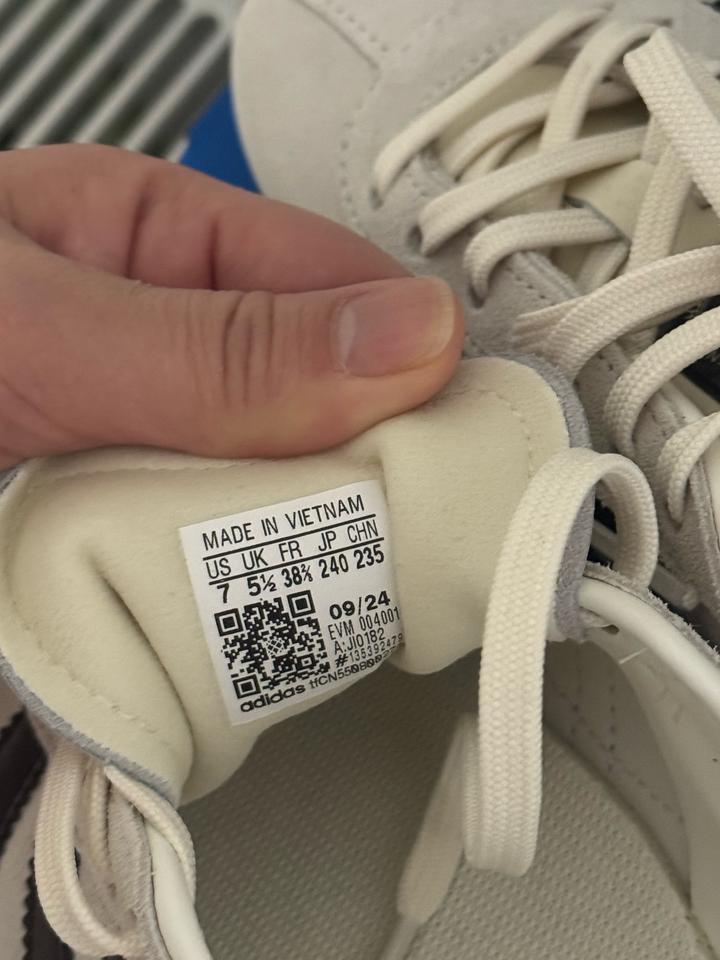 MADE IN VIETNAM
US UK FR JP CHN
7 5½ 38⅔ 240 235
09/24
EVM 004001
A:JI0182
adidas